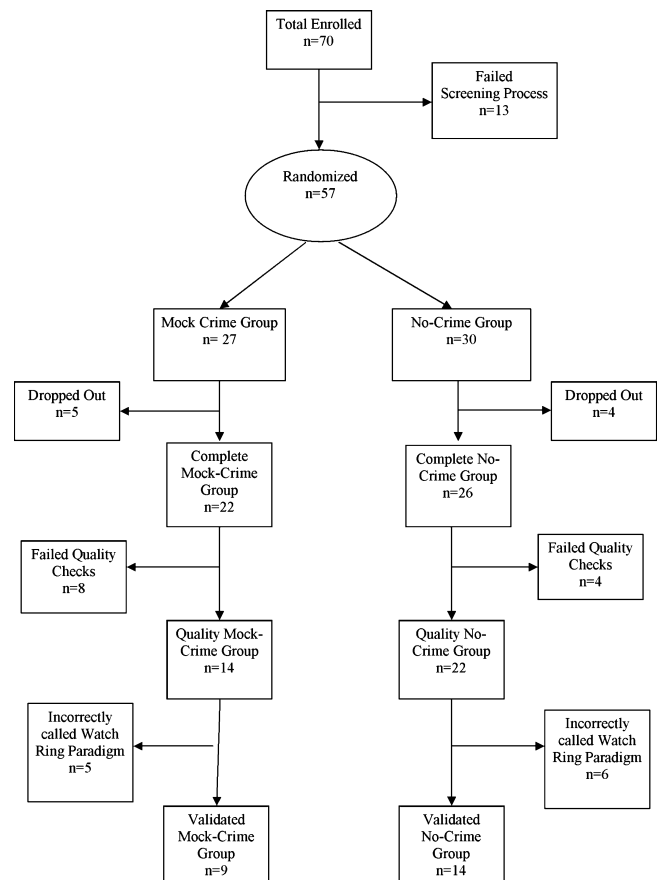 Total Enrolled
n=70
Failed
Screening Process
n=13
Randomized
n=57
Mock Crime Group
n= 27
No-Crime Group
n=30
Dropped Out
n=5
Dropped Out
n=4
Complete
Mock-Crime
Group
n=22
Complete No-
Crime Group
n=26
Failed Quality
Checks
n=8
Failed Quality
Checks
n=4
Quality Mock-
Crime Group
n=14
Quality No-
Crime Group
n=22
Incorrectly
called Watch
Ring Paradigm
n=5
Incorrectly
called Watch
Ring Paradigm
n=6
Validated
Mock-Crime
Group
n=9
Validated
No-Crime
Group
n=14